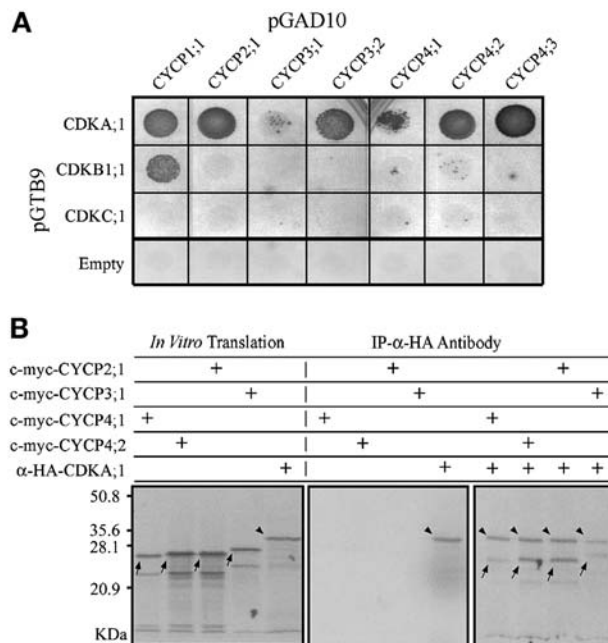 A
pGAD10
CYCP1;1 CYCP2;1 CYCP3;1 CYCP3;2 CYCP4;1 CYCP4;2 CYCP4;3
pGTB9
CDKA;1
CDKB1;1
CDKC;1
Empty
B
In Vitro Translation | IP-α-HA Antibody
c-myc-CYCP2;1 + | + +
c-myc-CYCP3;1 + | + +
c-myc-CYCP4;1 + | + +
c-myc-CYCP4;2 + | + +
α-HA-CDKA;1 + | + + + + +
50.8
35.6
28.1
20.9
KDa